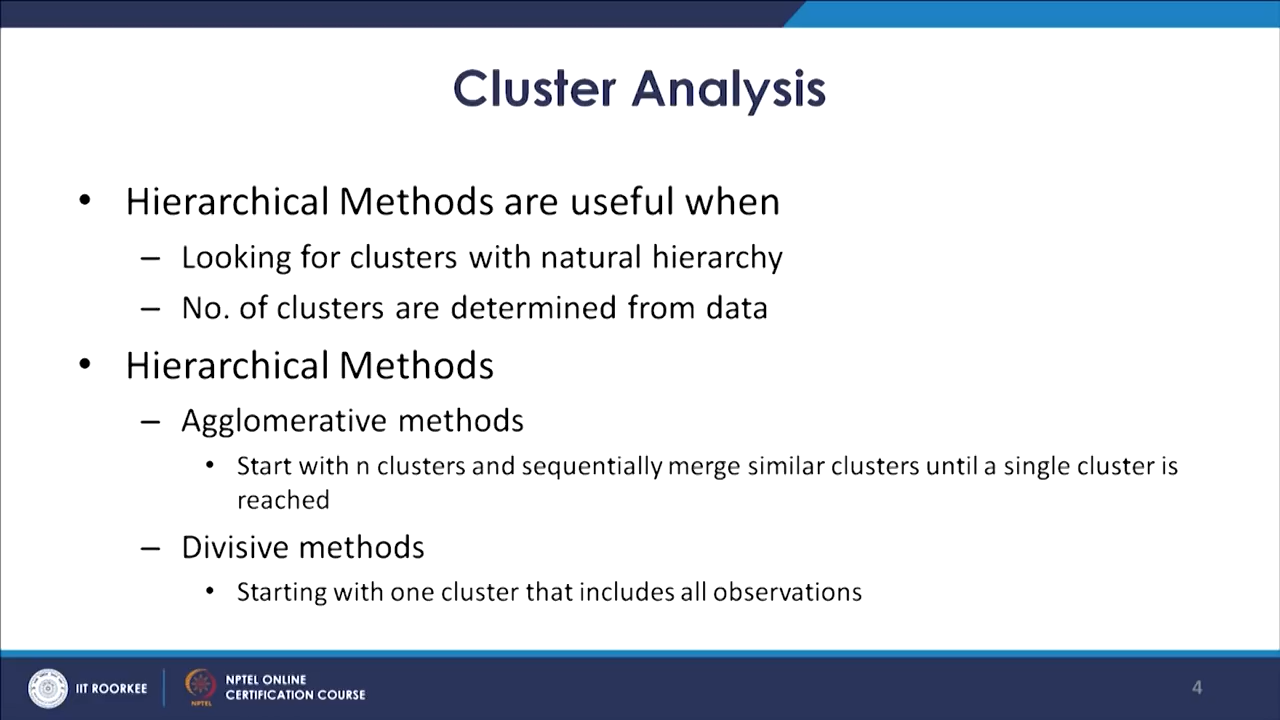 Cluster Analysis
• Hierarchical Methods are useful when
– Looking for clusters with natural hierarchy
– No. of clusters are determined from data
• Hierarchical Methods
– Agglomerative methods
• Start with n clusters and sequentially merge similar clusters until a single cluster is
reached
– Divisive methods
• Starting with one cluster that includes all observations
IIT ROORKEE
NPTEL
NPTEL ONLINE
CERTIFICATION COURSE
4